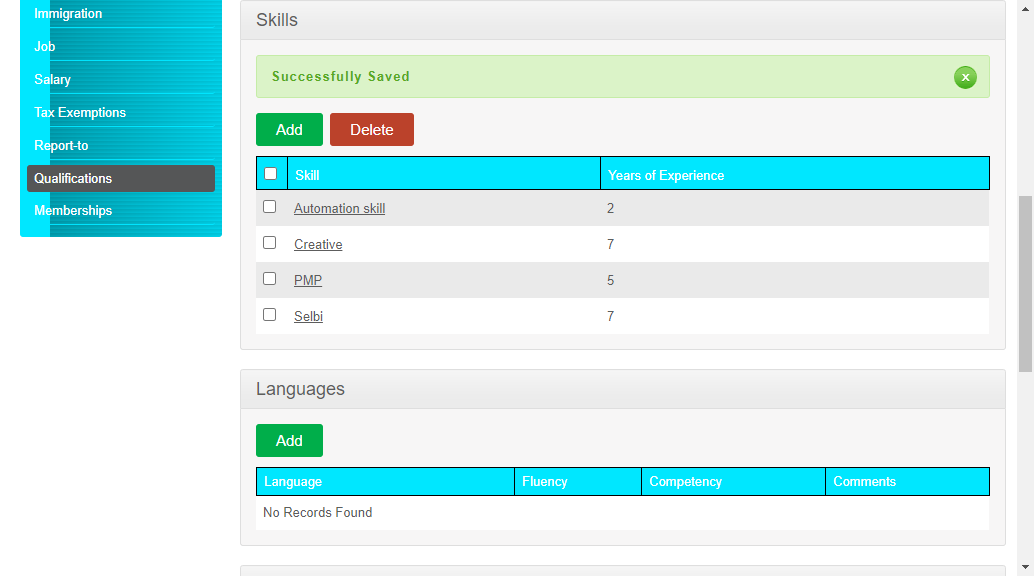 Immigration
Job
Salary
Tax Exemptions
Report-to
Qualifications
Memberships
Skills
Successfully Saved
x
Add Delete
Skill Years of Experience
Automation skill 2
Creative 7
PMP 5
Selbi 7
Languages
Add
Language Fluency Competency Comments
No Records Found